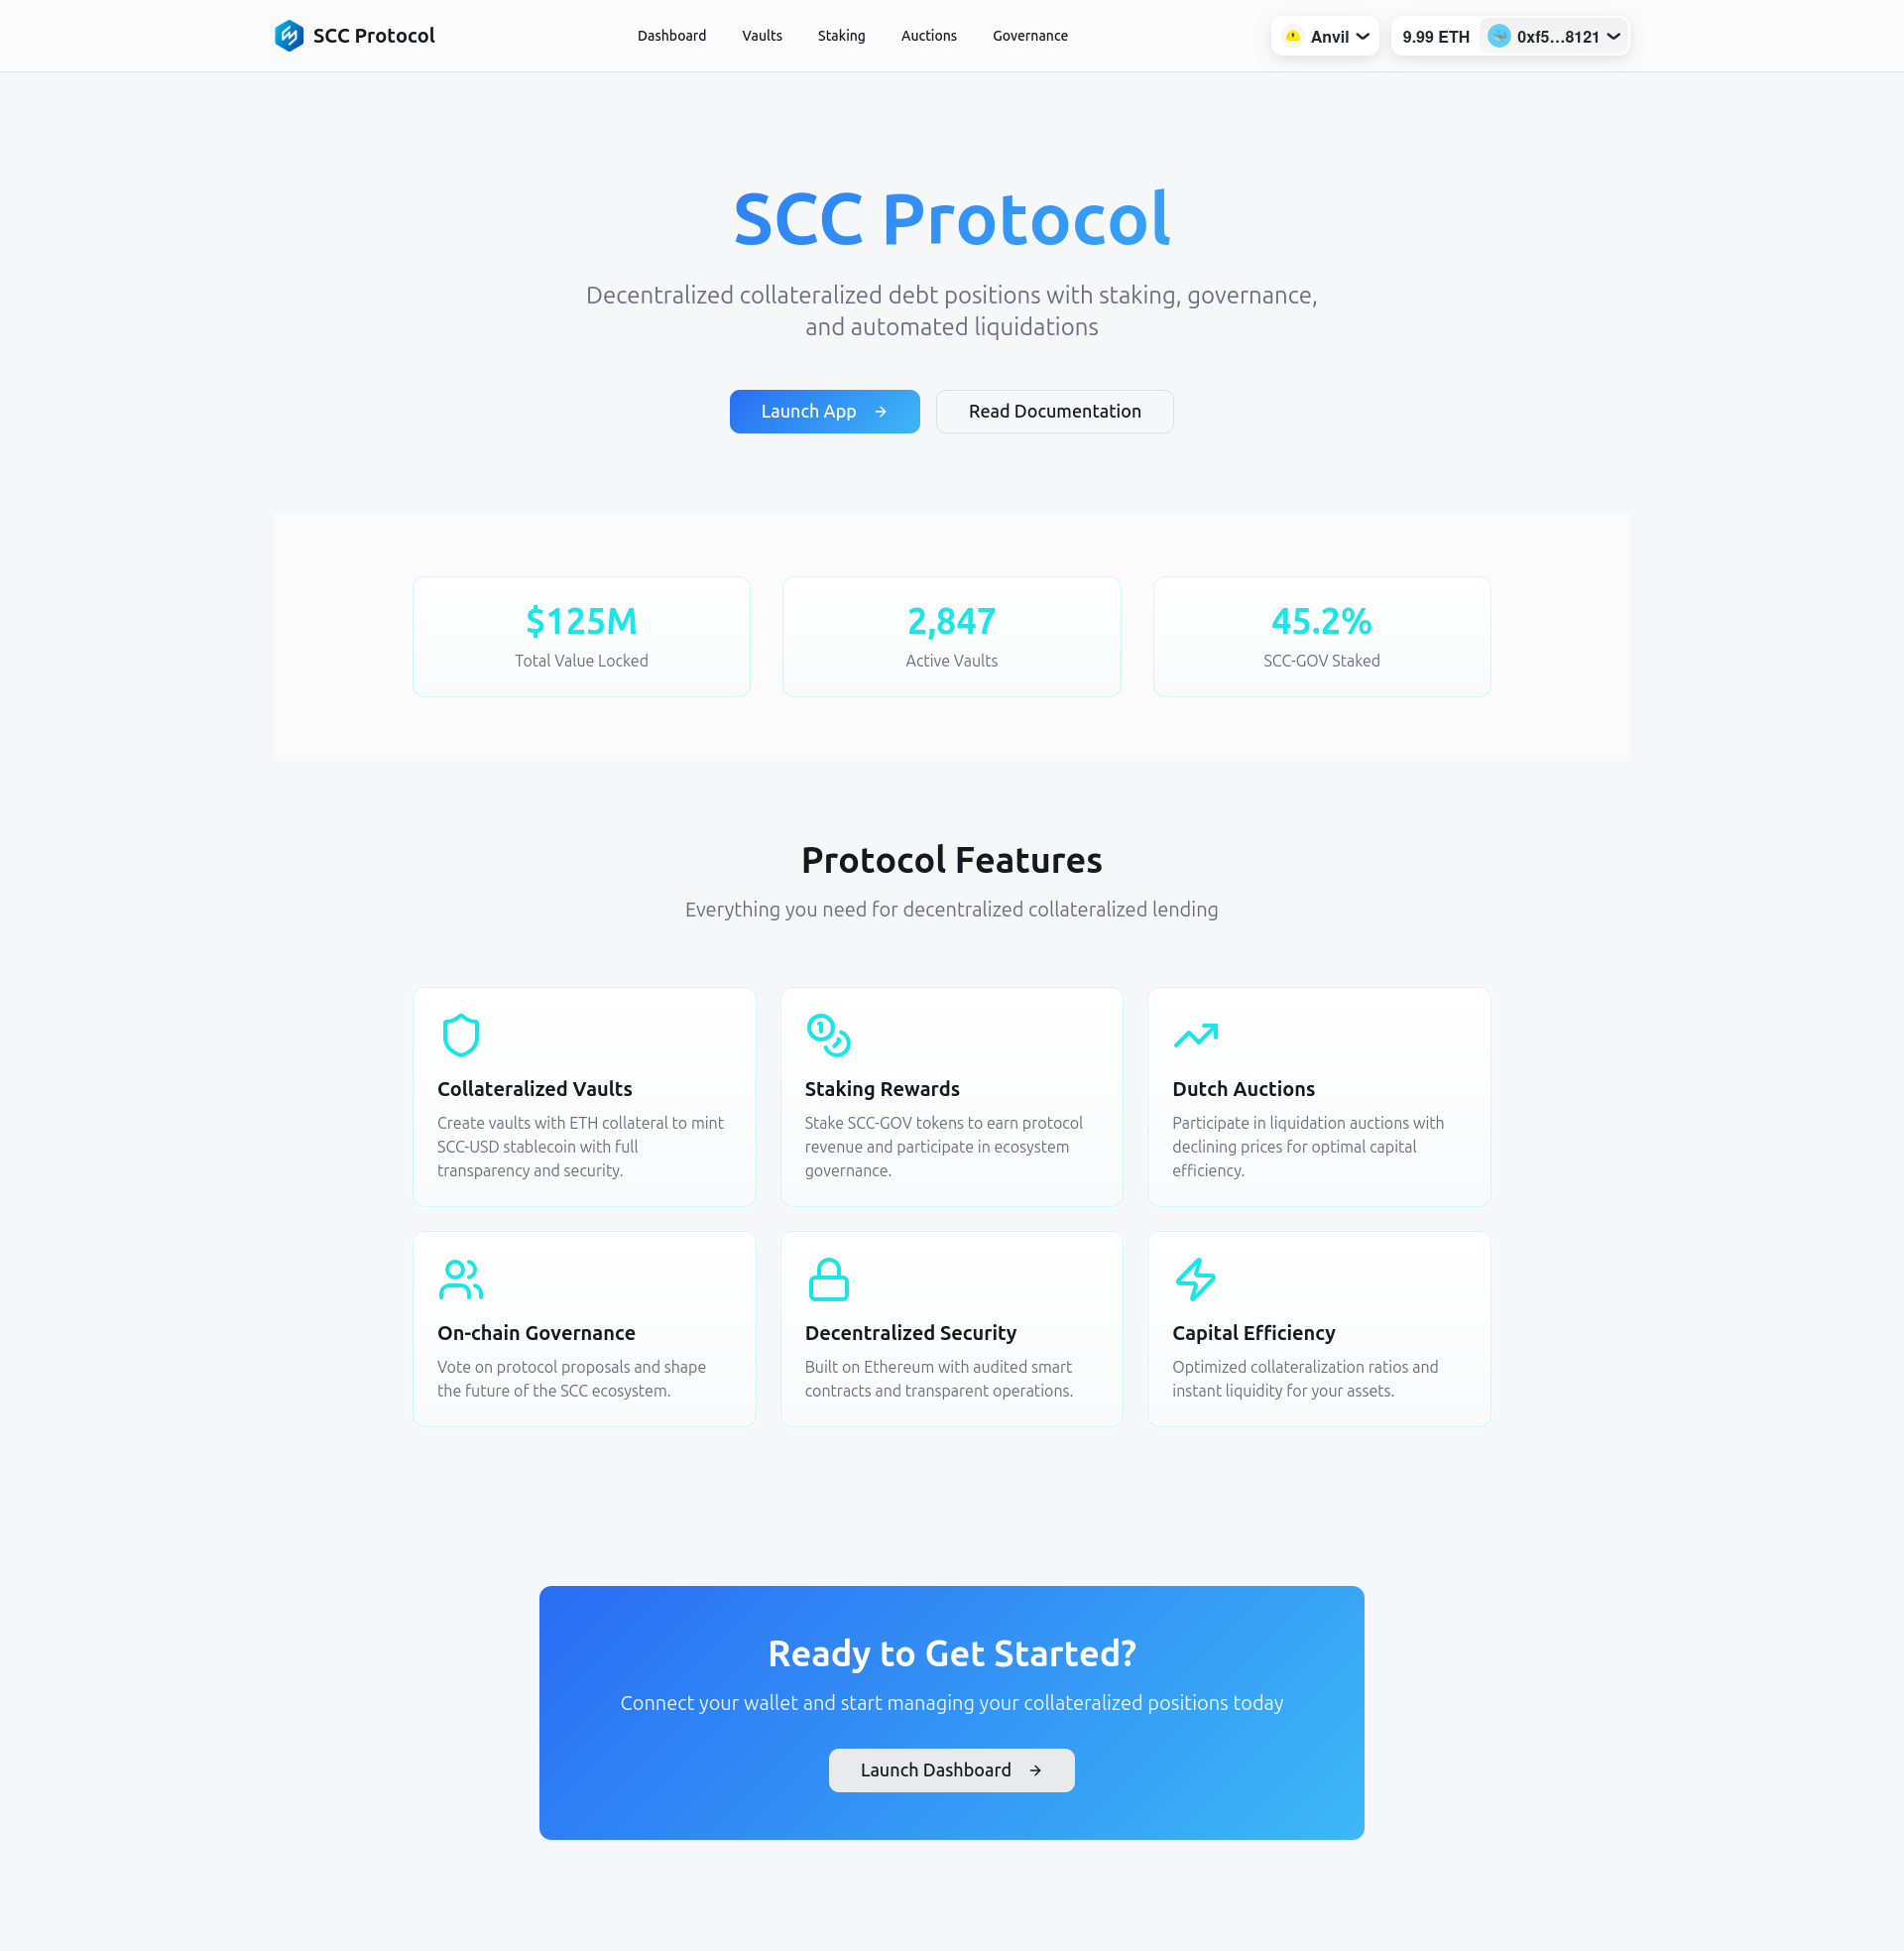 SCC Protocol
Dashboard
Vaults
Staking
Auctions
Governance
Anvil
9.99 ETH
0xf5...8121
SCC Protocol
Decentralized collateralized debt positions with staking, governance,
and automated liquidations
Launch App
Read Documentation
$125M
Total Value Locked
2,847
Active Vaults
45.2%
SCC-GOV Staked
Protocol Features
Everything you need for decentralized collateralized lending
Collateralized Vaults
Create vaults with ETH collateral to mint
SCC-USD stablecoin with full
transparency and security.
Staking Rewards
Stake SCC-GOV tokens to earn protocol
revenue and participate in ecosystem
governance.
Dutch Auctions
Participate in liquidation auctions with
declining prices for optimal capital
efficiency.
On-chain Governance
Vote on protocol proposals and shape
the future of the SCC ecosystem.
Decentralized Security
Built on Ethereum with audited smart
contracts and transparent operations.
Capital Efficiency
Optimized collateralization ratios and
instant liquidity for your assets.
Ready to Get Started?
Connect your wallet and start managing your collateralized positions today
Launch Dashboard